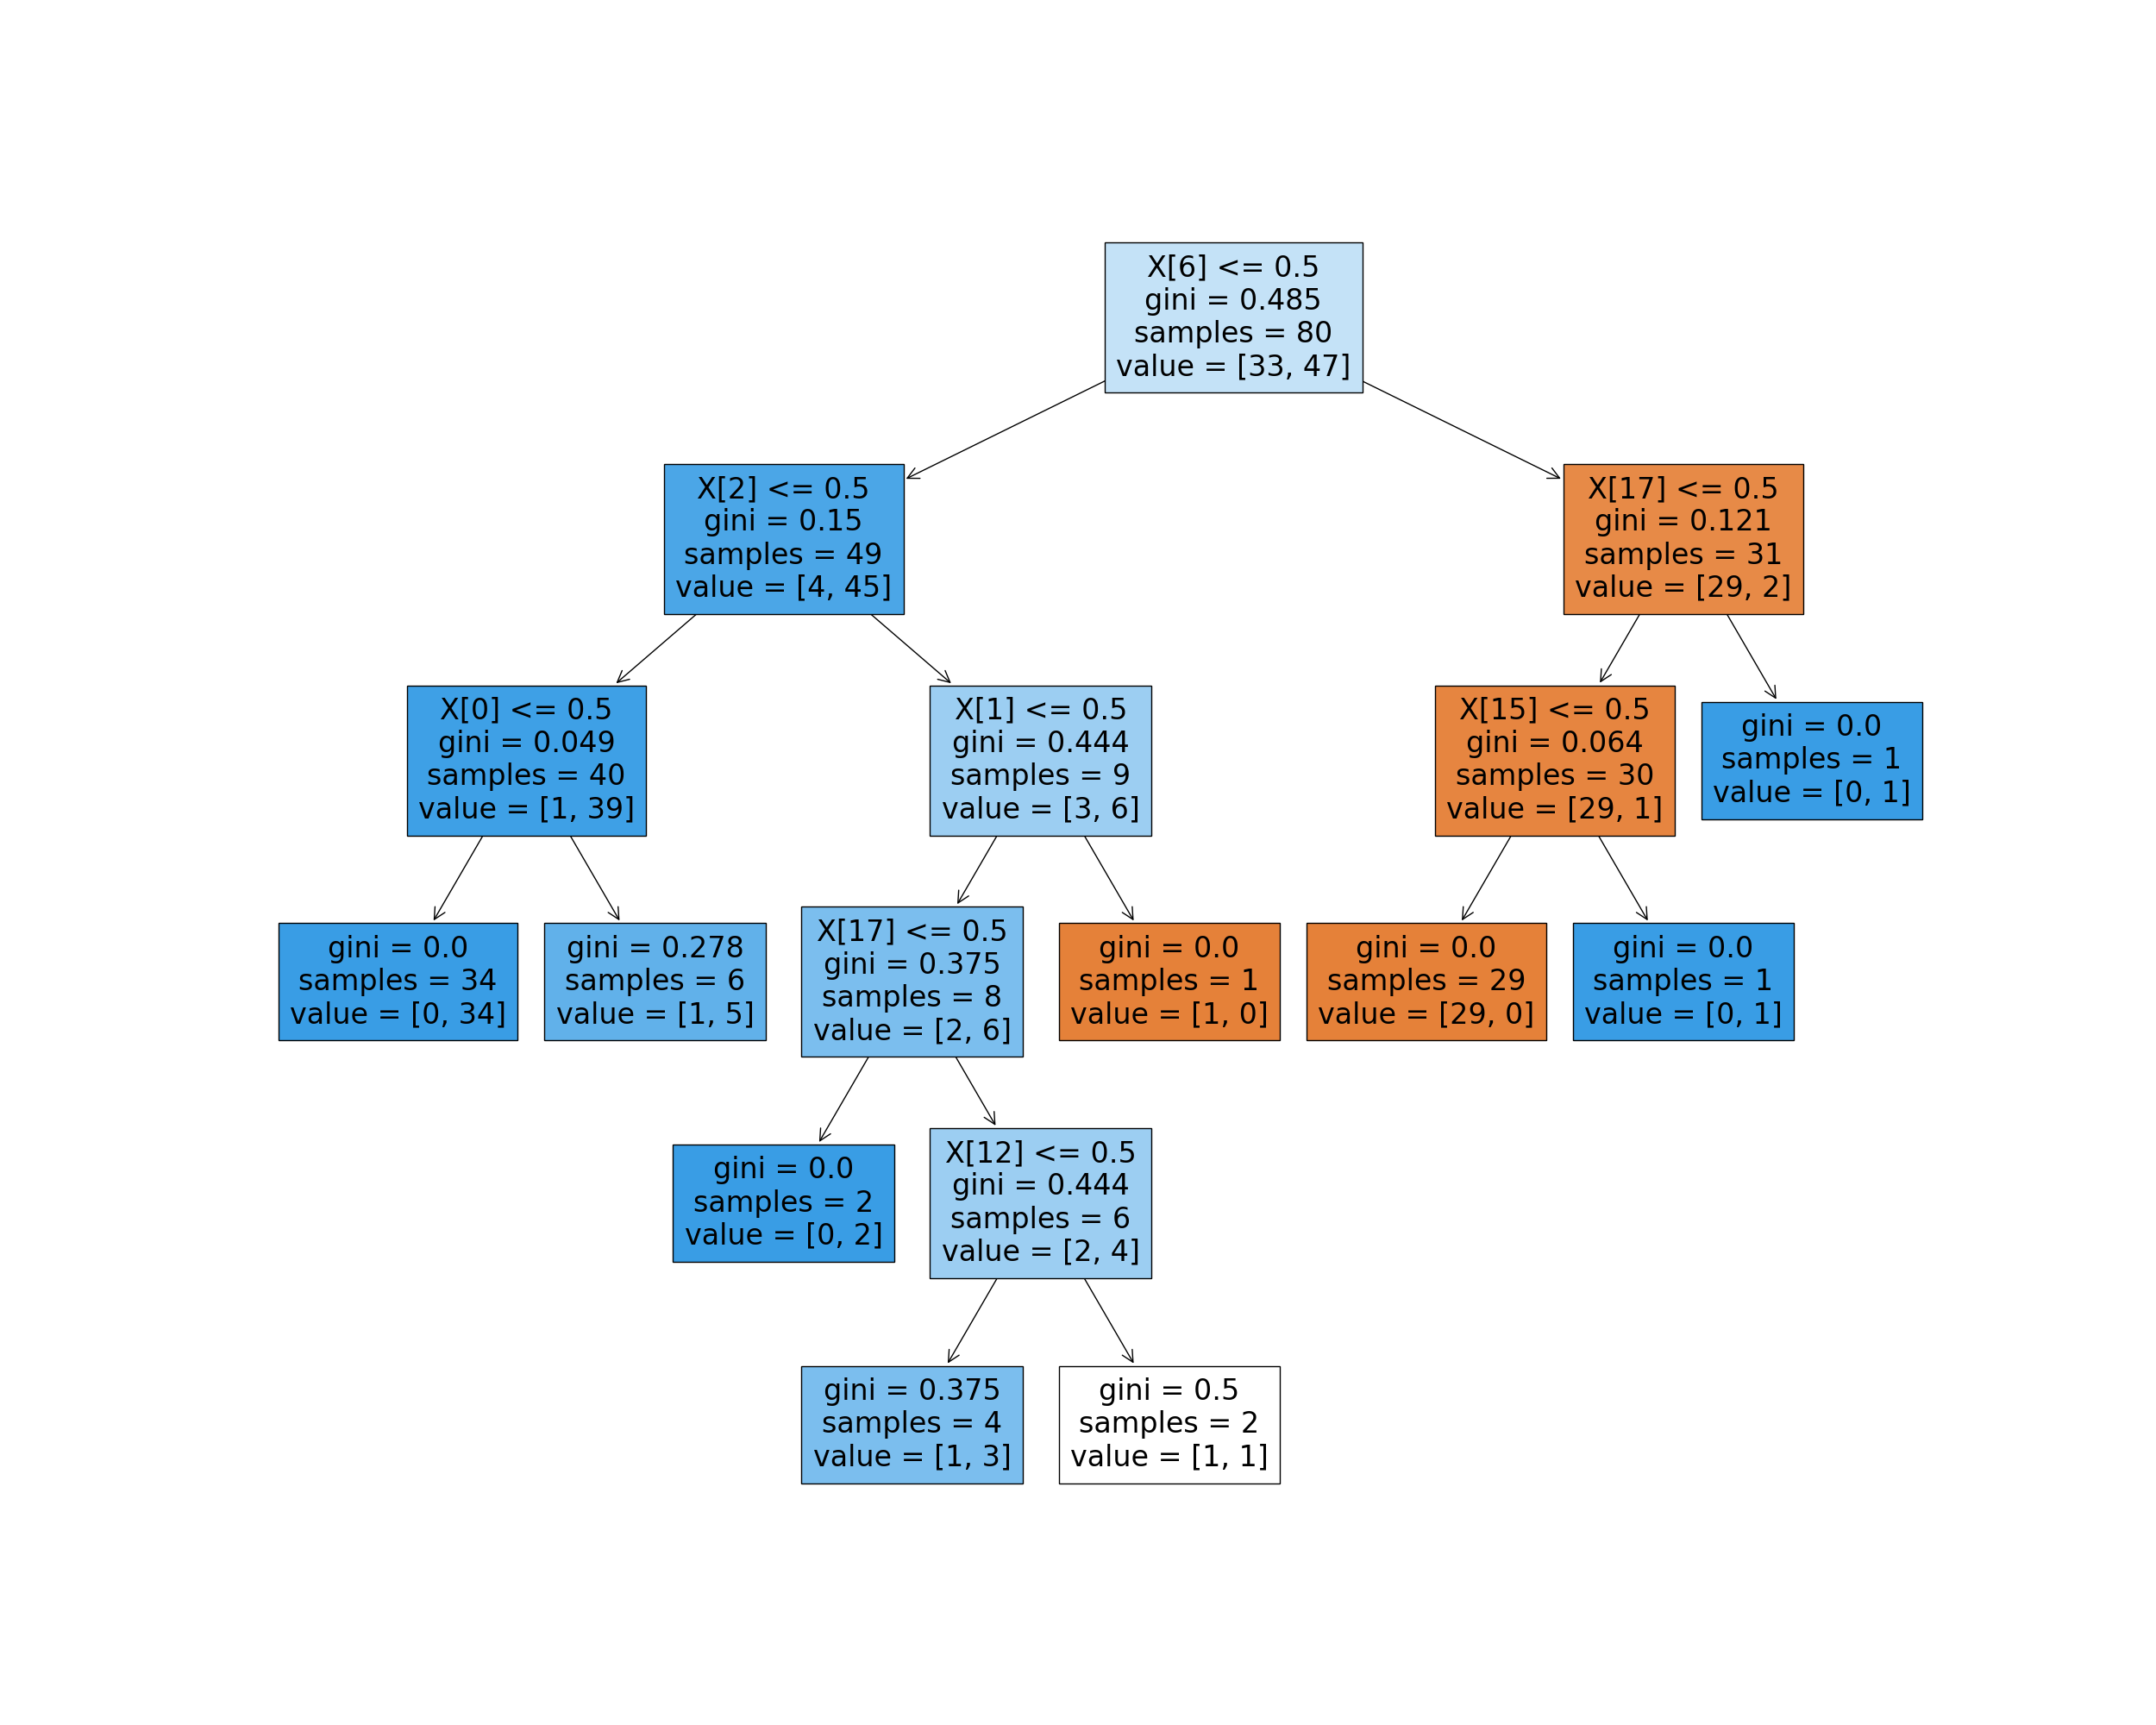 X[6] <= 0.5
gini = 0.485
samples = 80
value = [33, 47]
X[2] <= 0.5
gini = 0.15
samples = 49
value = [4, 45]
X[17] <= 0.5
gini = 0.121
samples = 31
value = [29, 2]
X[0] <= 0.5
gini = 0.049
samples = 40
value = [1, 39]
X[1] <= 0.5
gini = 0.444
samples = 9
value = [3, 6]
X[15] <= 0.5
gini = 0.064
samples = 30
value = [29, 1]
gini = 0.0
samples = 1
value = [0, 1]
gini = 0.0
samples = 34
value = [0, 34]
gini = 0.278
samples = 6
value = [1, 5]
X[17] <= 0.5
gini = 0.375
samples = 8
value = [2, 6]
gini = 0.0
samples = 1
value = [1, 0]
gini = 0.0
samples = 29
value = [29, 0]
gini = 0.0
samples = 1
value = [0, 1]
gini = 0.0
samples = 2
value = [0, 2]
X[12] <= 0.5
gini = 0.444
samples = 6
value = [2, 4]
gini = 0.375
samples = 4
value = [1, 3]
gini = 0.5
samples = 2
value = [1, 1]